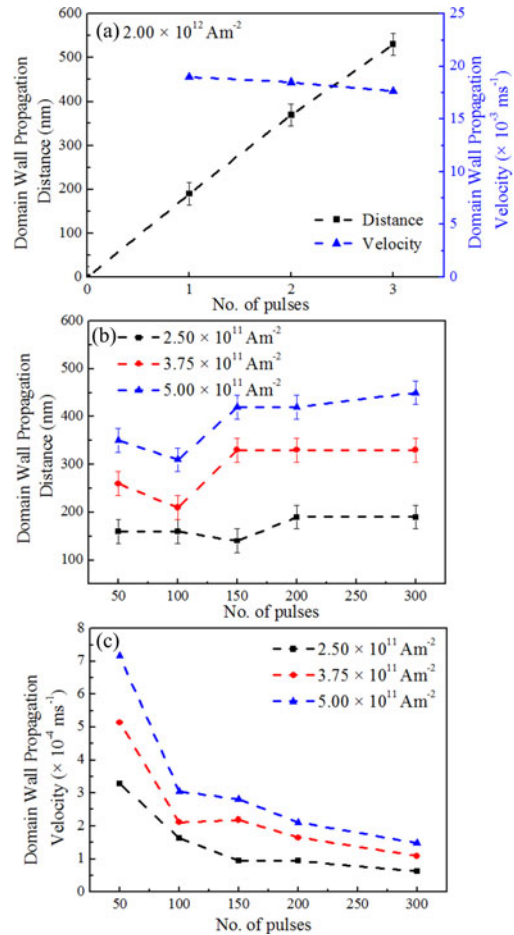 (a) 2.00 × 10¹² Am⁻²
600
500
400
300
200
100
0
Domain Wall Propagation
Distance (nm)
25
20
15
10
5
0
Domain Wall Propagation
Velocity (× 10⁻³ ms⁻¹)
Distance
Velocity
0
1
2
3
No. of pulses
(b)
2.50 × 10¹¹ Am⁻²
3.75 × 10¹¹ Am⁻²
5.00 × 10¹¹ Am⁻²
600
500
400
300
200
100
Domain Wall Propagation
Distance (nm)
50
100
150
200
250
300
No. of pulses
(c)
2.50 × 10¹¹ Am⁻²
3.75 × 10¹¹ Am⁻²
5.00 × 10¹¹ Am⁻²
8
7
6
5
4
3
2
1
0
Domain Wall Propagation
Velocity (× 10⁻⁴ ms⁻¹)
50
100
150
200
250
300
No. of pulses